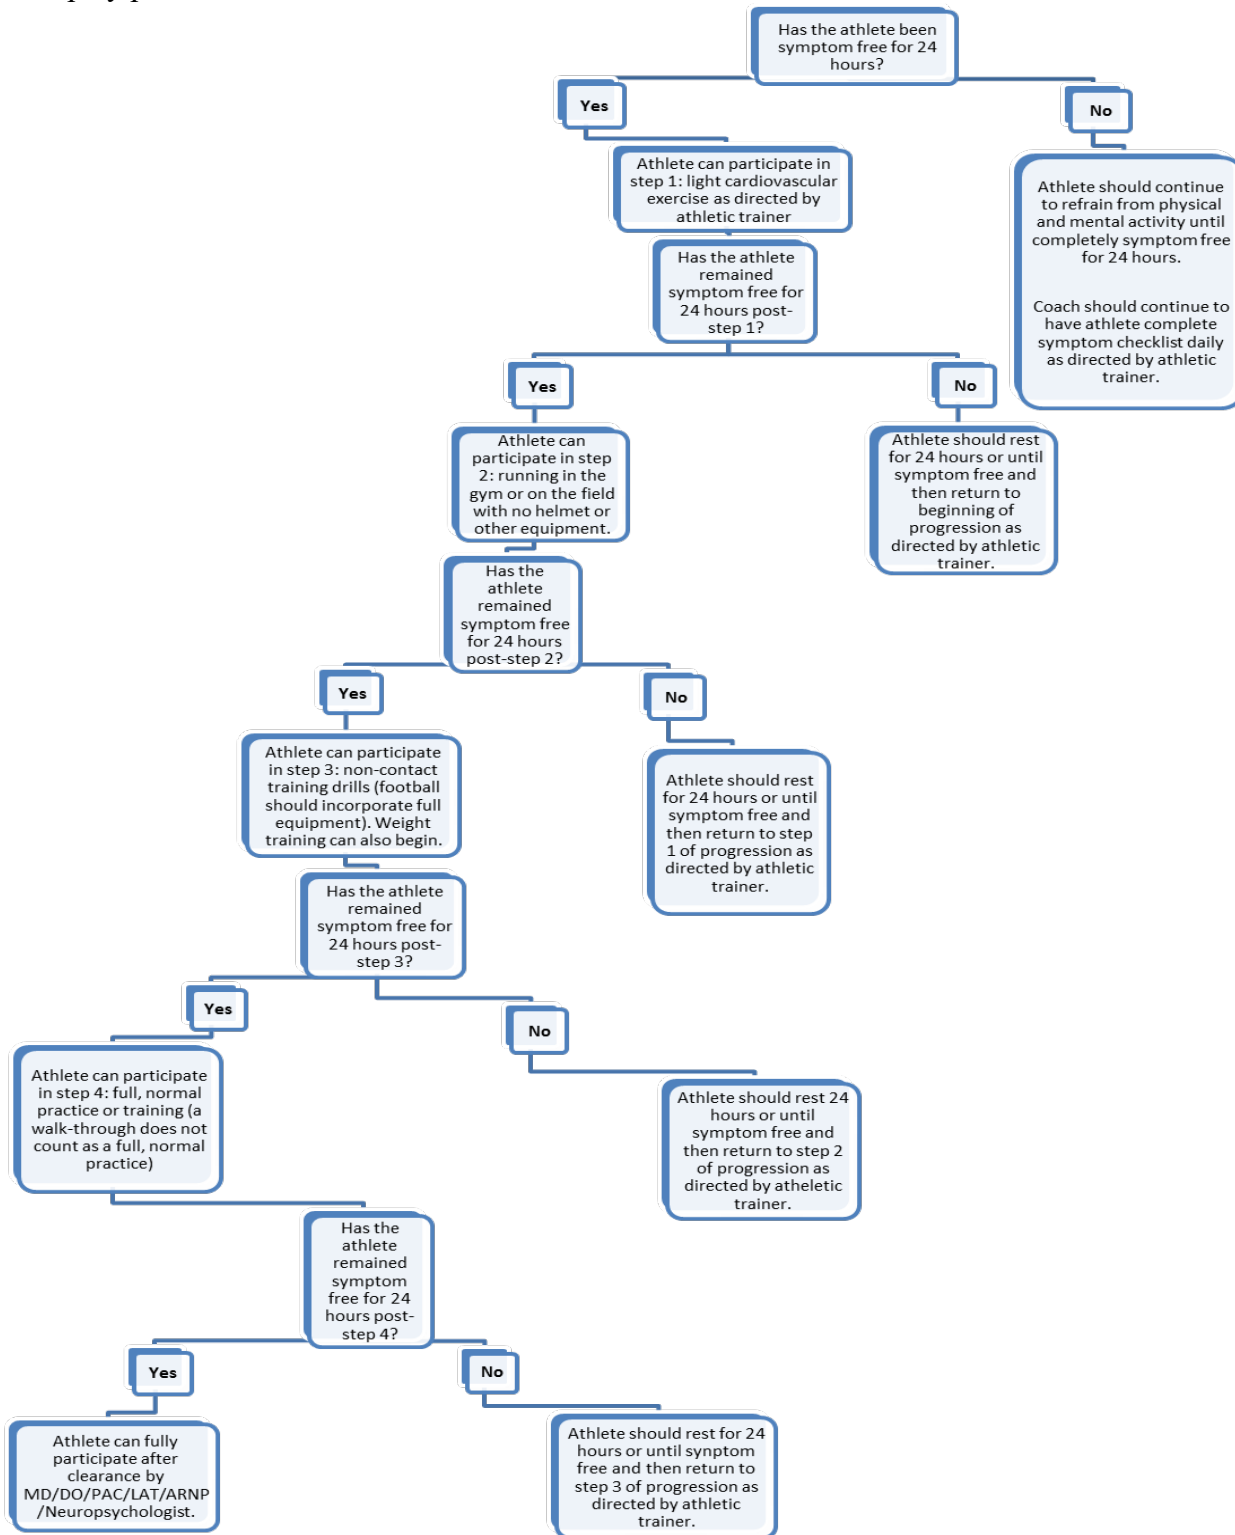 Has the athlete been
symptom free for 24
hours?
Yes
No
Athlete can participate in
step 1: light cardiovascular
exercise as directed by
athletic trainer
Athlete should continue
to refrain from physical
and mental activity until
completely symptom free
for 24 hours.
Coach should continue to
have athlete complete
symptom checklist daily
as directed by athletic
trainer.
Has the athlete
remained
symptom free for
24 hours post-
step 1?
Yes
No
Athlete can
participate in step
2: running in the
gym or on the field
with no helmet or
other equipment.
Athlete should rest
for 24 hours or until
symptom free and
then return to
beginning of
progression as
directed by athletic
trainer.
Has the
athlete
remained
symptom free
for 24 hours
post-step 2?
Yes
No
Athlete can participate
in step 3: non-contact
training drills (football
should incorporate full
equipment). Weight
training can also begin.
Athlete should rest
for 24 hours or until
symptom free and
then return to step
1 of progression as
directed by athletic
trainer.
Has the athlete
remained
symptom free for
24 hours post-
step 3?
Yes
No
Athlete can participate
in step 4: full, normal
practice or training (a
walk-through does not
count as a full, normal
practice)
Athlete should rest 24
hours or until
symptom free and
then return to step 2
of progression as
directed by atheletic
trainer.
Has the
athlete
remained
symptom
free for 24
hours post-
step 4?
Yes
No
Athlete can fully
participate after
clearance by
MD/DO/PAC/LAT/ARNP
/Neuropsychologist.
Athlete should rest for 24
hours or until synptom
free and then return to
step 3 of progression as
directed by athletic
trainer.